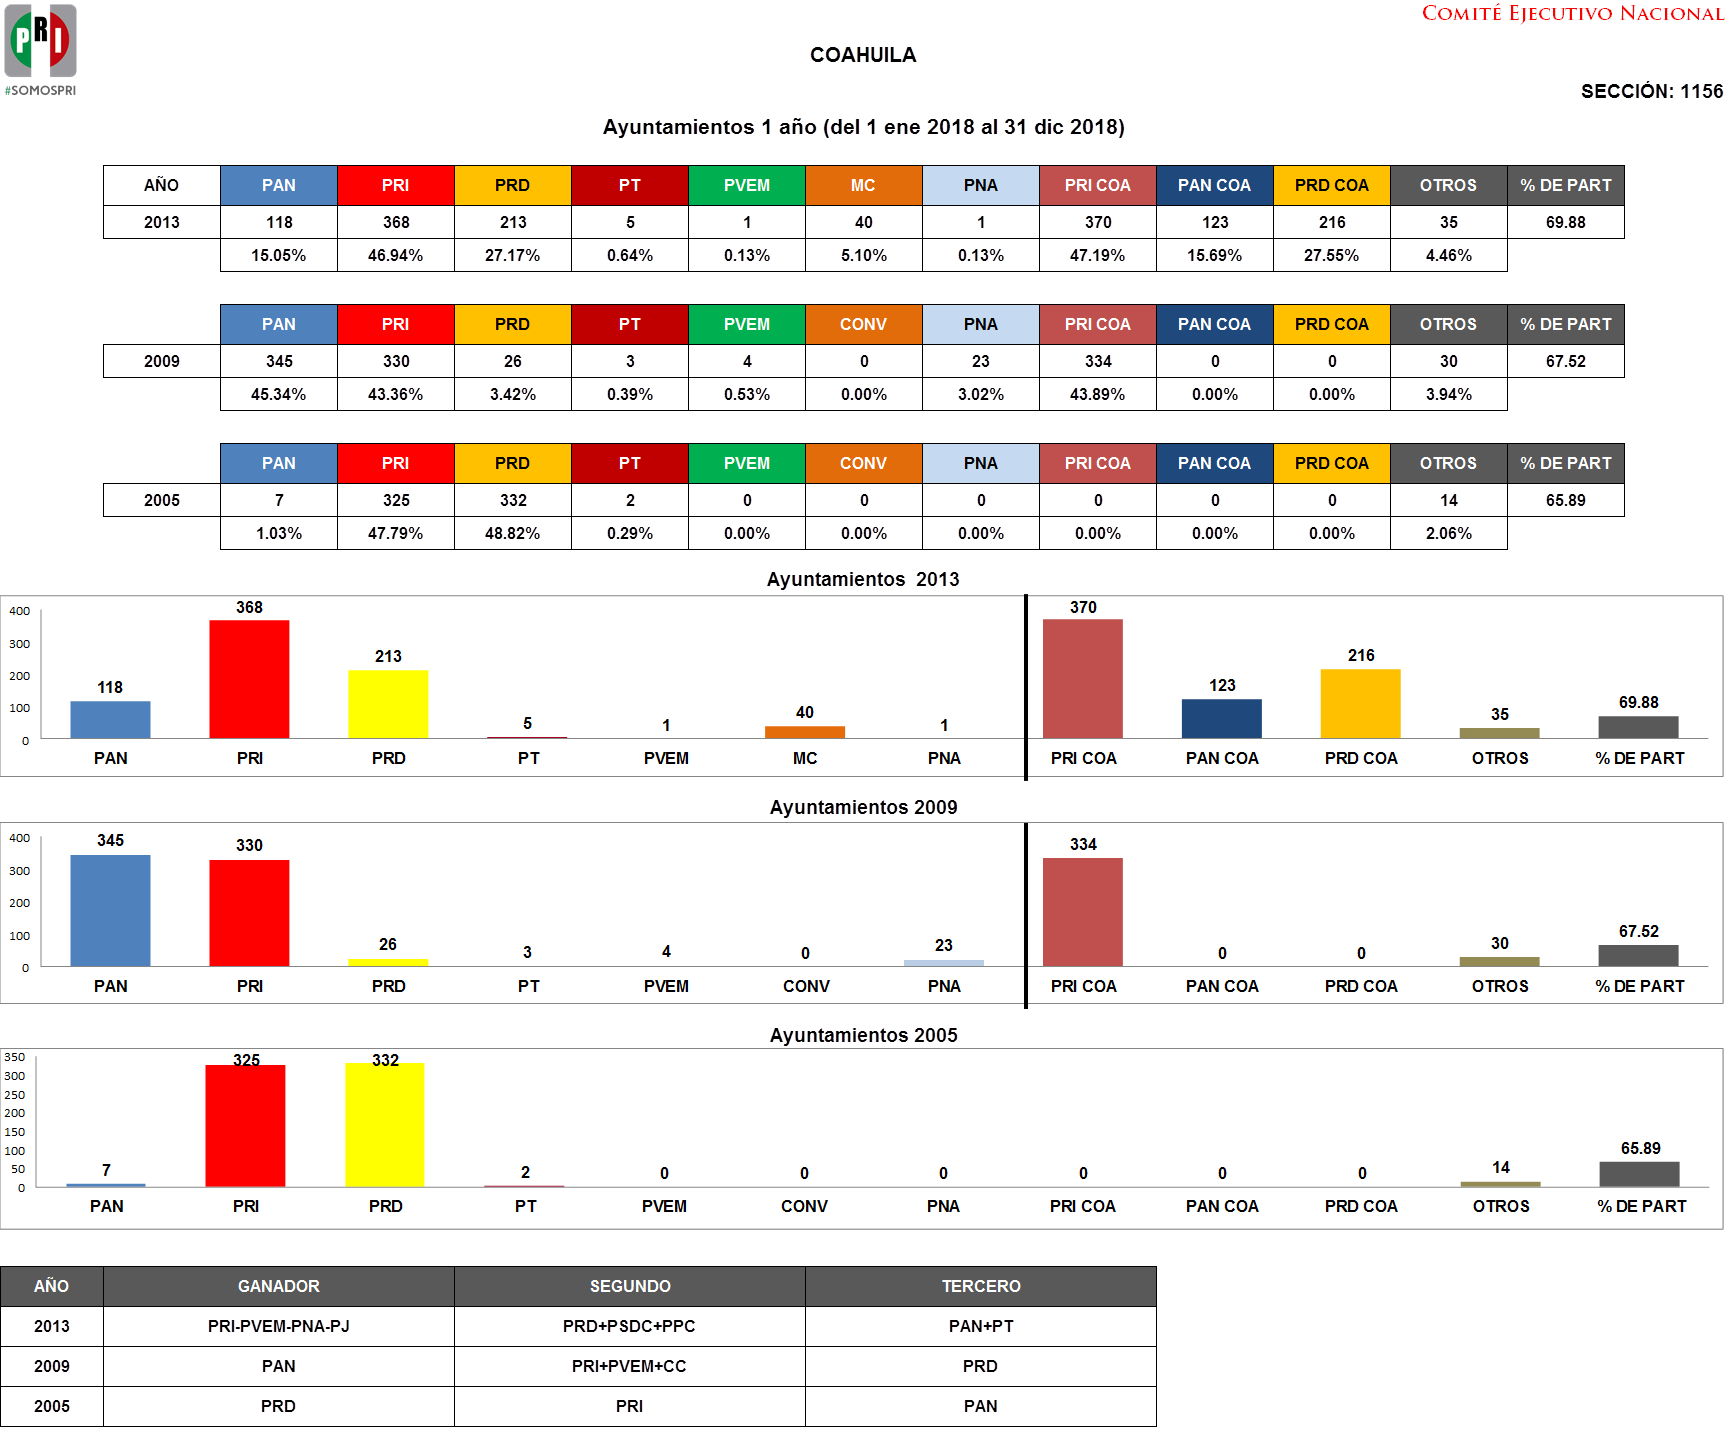 COMITÉ EJECUTIVO NACIONAL
PRI
#SOMOSPRI
COAHUILA
SECCIÓN: 1156
Ayuntamientos 1 año (del 1 ene 2018 al 31 dic 2018)
AÑO PAN PRI PRD PT PVEM MC PNA PRI COA PAN COA PRD COA OTROS % DE PART
2013 118 368 213 5 1 40 1 370 123 216 35 69.88
15.05% 46.94% 27.17% 0.64% 0.13% 5.10% 0.13% 47.19% 15.69% 27.55% 4.46%
PAN PRI PRD PT PVEM CONV PNA PRI COA PAN COA PRD COA OTROS % DE PART
2009 345 330 26 3 4 0 23 334 0 0 30 67.52
45.34% 43.36% 3.42% 0.39% 0.53% 0.00% 3.02% 43.89% 0.00% 0.00% 3.94%
PAN PRI PRD PT PVEM CONV PNA PRI COA PAN COA PRD COA OTROS % DE PART
2005 7 325 332 2 0 0 0 0 0 0 14 65.89
1.03% 47.79% 48.82% 0.29% 0.00% 0.00% 0.00% 0.00% 0.00% 0.00% 2.06%
Ayuntamientos 2013
400
300
200
100
0
118 368 213 5 1 40 1 370 123 216 35 69.88
PAN PRI PRD PT PVEM MC PNA PRI COA PAN COA PRD COA OTROS % DE PART
Ayuntamientos 2009
400
300
200
100
0
345 330 26 3 4 0 23 334 0 0 30 67.52
PAN PRI PRD PT PVEM CONV PNA PRI COA PAN COA PRD COA OTROS % DE PART
Ayuntamientos 2005
350
300
250
200
150
100
50
0
7 325 332 2 0 0 0 0 0 0 14 65.89
PAN PRI PRD PT PVEM CONV PNA PRI COA PAN COA PRD COA OTROS % DE PART
AÑO GANADOR SEGUNDO TERCERO
2013 PRI-PVEM-PNA-PJ PRD+PSDC+PPC PAN+PT
2009 PAN PRI+PVEM+CC PRD
2005 PRD PRI PAN